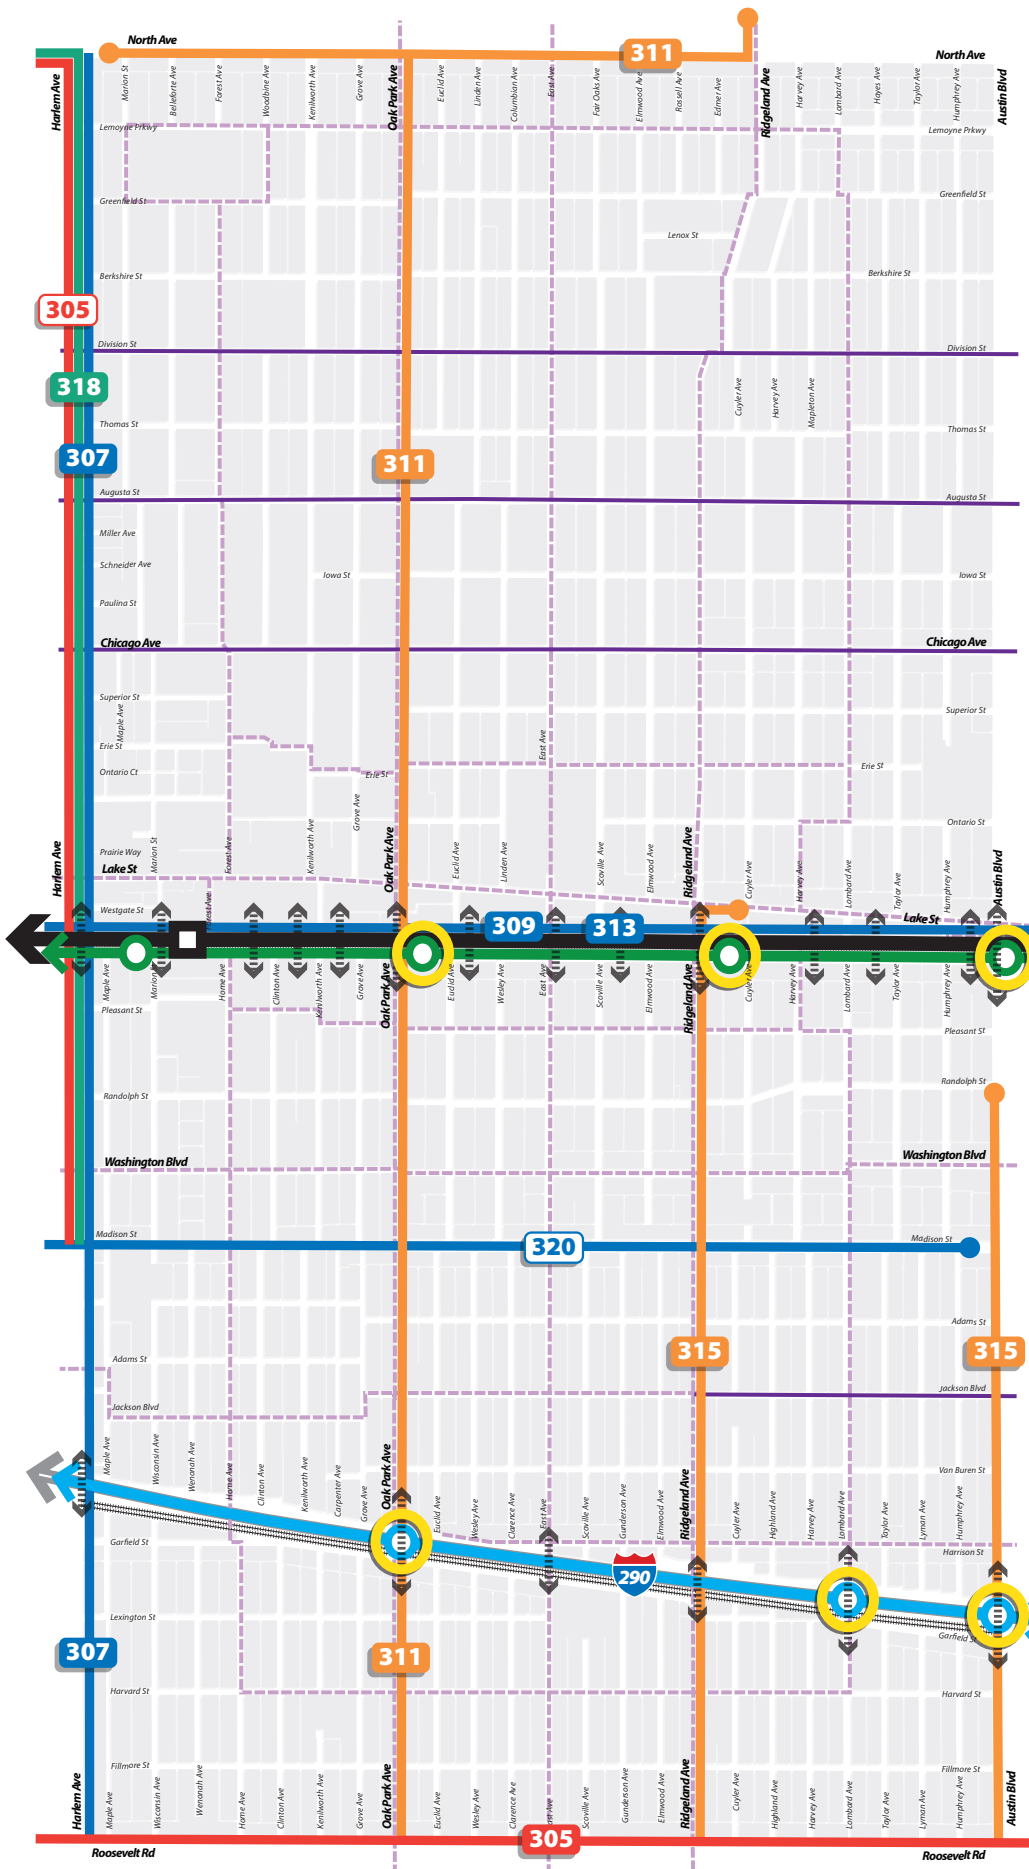 North Ave
311
North Ave
Harlem Ave
Marion St
Belleforte Ave
Forest Ave
Woodbine Ave
Kenilworth Ave
Grove Ave
Oak Park Ave
Euclid Ave
Linden Ave
Columbian Ave
East Ave
Fair Oaks Ave
Elmwood Ave
Rossell Ave
Edmer Ave
Ridgeland Ave
Harvey Ave
Lombard Ave
Hayes Ave
Taylor Ave
Humphrey Ave
Austin Blvd
Lemoyne Prkwy
Lemoyne Prkwy
Greenfield St
Greenfield St
Lenox St
Berkshire St
Berkshire St
305
Division St
Division St
318
Cuyler Ave
Harvey Ave
Mapleton Ave
Thomas St
Thomas St
307
311
Augusta St
Augusta St
Miller Ave
Schneider Ave
Iowa St
Iowa St
Paulina St
Chicago Ave
Chicago Ave
Superior St
Superior St
Maple Ave
Erie St
East Ave
Ontario Ct
Erie St
Erie St
Grove Ave
Ontario St
Harlem Ave
Prairie Way
Marion St
Forest Ave
Kenilworth Ave
Oak Park Ave
Euclid Ave
Linden Ave
Scoville Ave
Elmwood Ave
Ridgeland Ave
Cuyler Ave
Harvey Ave
Lombard Ave
Taylor Ave
Humphrey Ave
Austin Blvd
Lake St
Westgate St
Lake St
309
313
Maple Ave
Home Ave
Clinton Ave
Kenilworth Ave
Grove Ave
Oak Park Ave
Euclid Ave
Wesley Ave
East Ave
Scoville Ave
Elmwood Ave
Ridgeland Ave
Cuyler Ave
Harvey Ave
Lombard Ave
Taylor Ave
Humphrey Ave
Pleasant St
Pleasant St
Randolph St
Randolph St
Washington Blvd
Washington Blvd
Madison St
320
Madison St
Adams St
Adams St
315
315
Jackson Blvd
Jackson Blvd
Maple Ave
Wisconsin Ave
Wenonah Ave
Home Ave
Clinton Ave
Kenilworth Ave
Carpenter Ave
Grove Ave
Oak Park Ave
Euclid Ave
Wesley Ave
Clarence Ave
East Ave
Scoville Ave
Gunderson Ave
Elmwood Ave
Ridgeland Ave
Cuyler Ave
Highland Ave
Harvey Ave
Lombard Ave
Taylor Ave
Lyman Ave
Humphrey Ave
Van Buren St
Garfield St
Harrison St
290
Lexington St
Garfield St
307
311
Harvard St
Harvard St
Fillmore St
Fillmore St
Harlem Ave
Maple Ave
Wisconsin Ave
Wenonah Ave
Home Ave
Clinton Ave
Kenilworth Ave
Grove Ave
Oak Park Ave
Euclid Ave
Wesley Ave
Clarence Ave
East Ave
Scoville Ave
Gunderson Ave
Elmwood Ave
Ridgeland Ave
Cuyler Ave
Highland Ave
Harvey Ave
Lombard Ave
Taylor Ave
Lyman Ave
Humphrey Ave
Austin Blvd
305
Roosevelt Rd
Roosevelt Rd